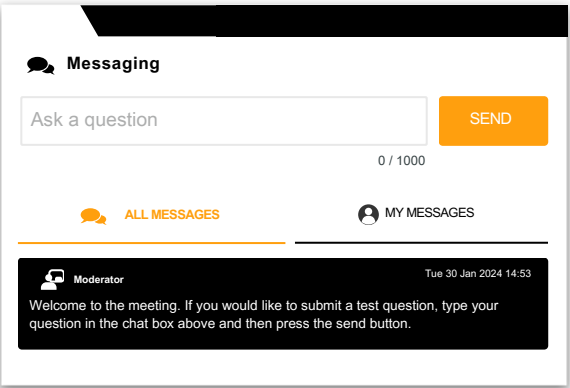 Messaging
Ask a question
SEND
0 / 1000
ALL MESSAGES
MY MESSAGES
Moderator
Tue 30 Jan 2024 14:53
Welcome to the meeting. If you would like to submit a test question, type your
question in the chat box above and then press the send button.